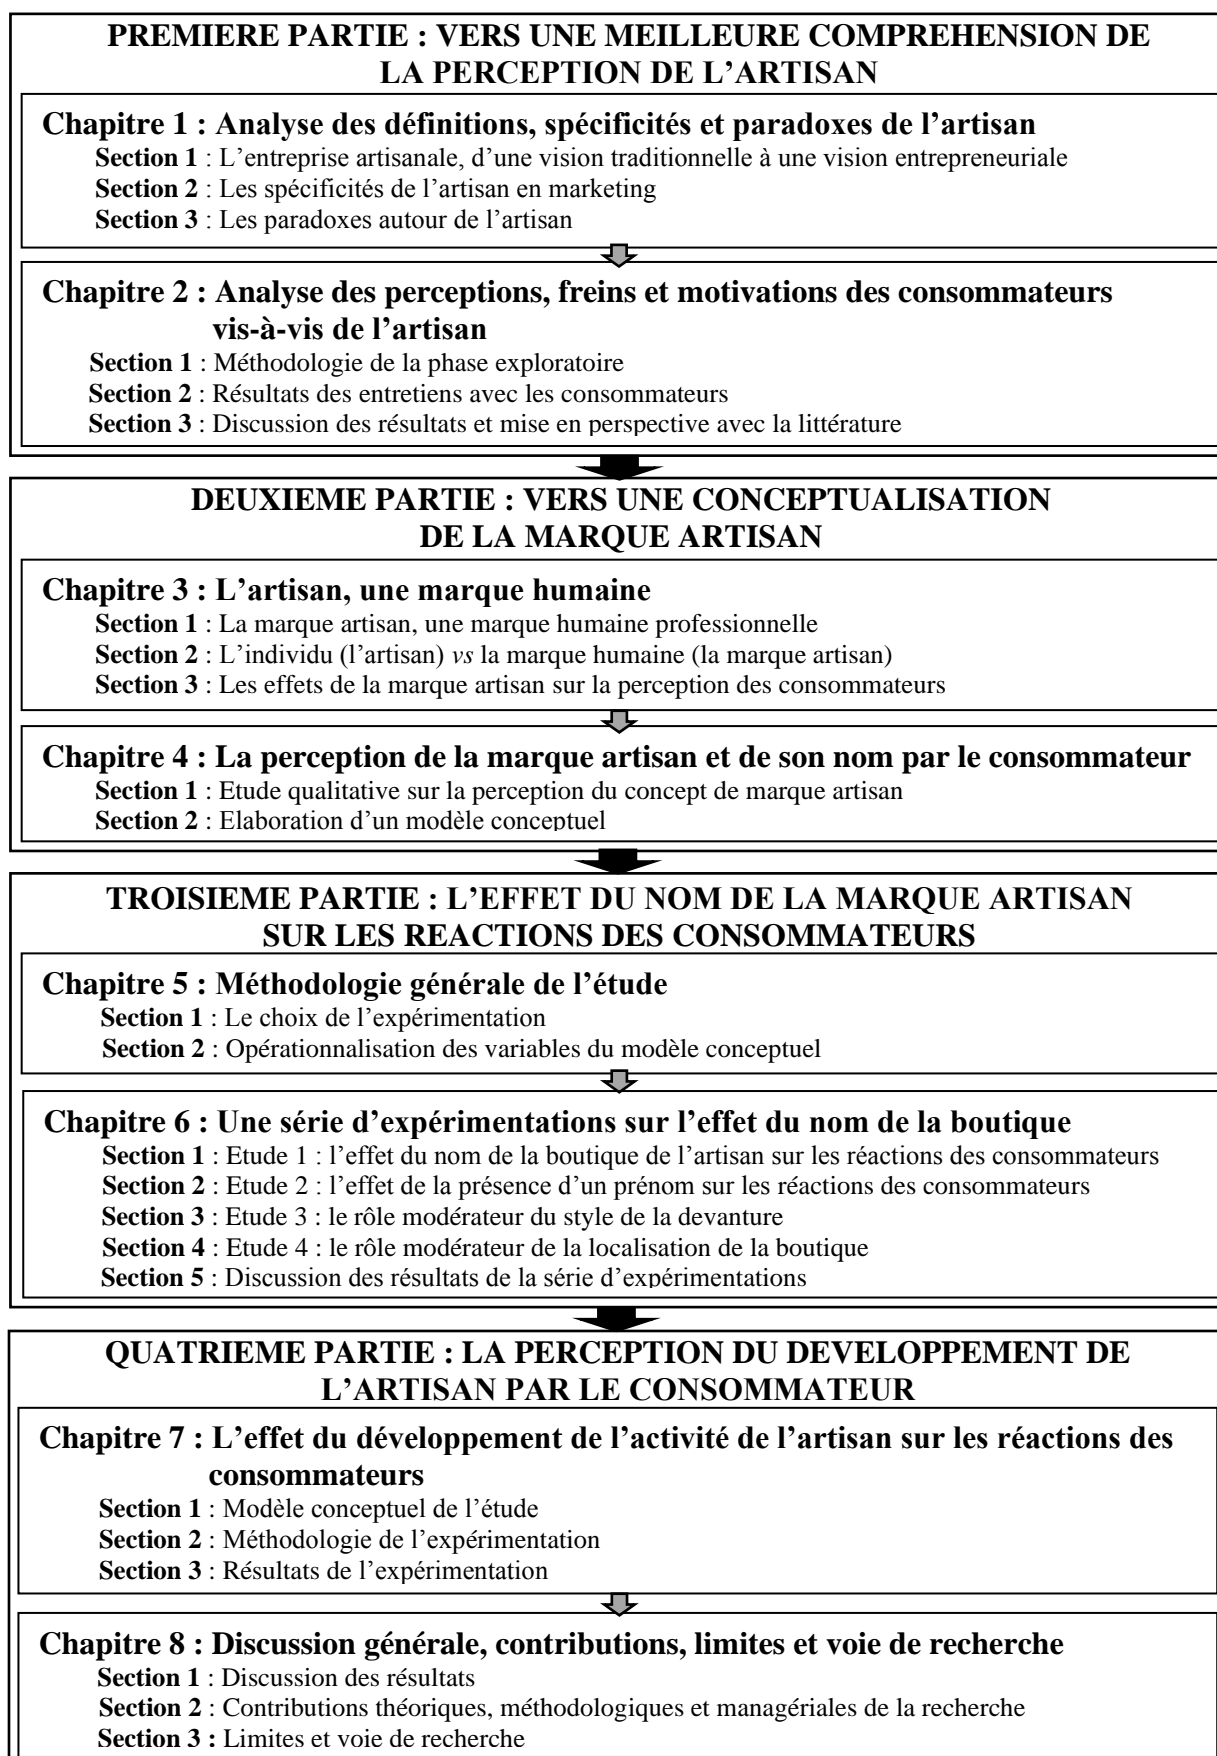 PREMIERE PARTIE : VERS UNE MEILLEURE COMPREHENSION DE
LA PERCEPTION DE L’ARTISAN
Chapitre 1 : Analyse des définitions, spécificités et paradoxes de l’artisan
Section 1 : L’entreprise artisanale, d’une vision traditionnelle à une vision entrepreneuriale
Section 2 : Les spécificités de l’artisan en marketing
Section 3 : Les paradoxes autour de l’artisan
Chapitre 2 : Analyse des perceptions, freins et motivations des consommateurs
vis-à-vis de l’artisan
Section 1 : Méthodologie de la phase exploratoire
Section 2 : Résultats des entretiens avec les consommateurs
Section 3 : Discussion des résultats et mise en perspective avec la littérature
DEUXIEME PARTIE : VERS UNE CONCEPTUALISATION
DE LA MARQUE ARTISAN
Chapitre 3 : L’artisan, une marque humaine
Section 1 : La marque artisan, une marque humaine professionnelle
Section 2 : L’individu (l’artisan) vs la marque humaine (la marque artisan)
Section 3 : Les effets de la marque artisan sur la perception des consommateurs
Chapitre 4 : La perception de la marque artisan et de son nom par le consommateur
Section 1 : Etude qualitative sur la perception du concept de marque artisan
Section 2 : Elaboration d’un modèle conceptuel
TROISIEME PARTIE : L’EFFET DU NOM DE LA MARQUE ARTISAN
SUR LES REACTIONS DES CONSOMMATEURS
Chapitre 5 : Méthodologie générale de l’étude
Section 1 : Le choix de l’expérimentation
Section 2 : Opérationnalisation des variables du modèle conceptuel
Chapitre 6 : Une série d’expérimentations sur l’effet du nom de la boutique
Section 1 : Etude 1 : l’effet du nom de la boutique de l’artisan sur les réactions des consommateurs
Section 2 : Etude 2 : l’effet de la présence d’un prénom sur les réactions des consommateurs
Section 3 : Etude 3 : le rôle modérateur du style de la devanture
Section 4 : Etude 4 : le rôle modérateur de la localisation de la boutique
Section 5 : Discussion des résultats de la série d’expérimentations
QUATRIEME PARTIE : LA PERCEPTION DU DEVELOPPEMENT DE
L’ARTISAN PAR LE CONSOMMATEUR
Chapitre 7 : L’effet du développement de l’activité de l’artisan sur les réactions des
consommateurs
Section 1 : Modèle conceptuel de l’étude
Section 2 : Méthodologie de l’expérimentation
Section 3 : Résultats de l’expérimentation
Chapitre 8 : Discussion générale, contributions, limites et voie de recherche
Section 1 : Discussion des résultats
Section 2 : Contributions théoriques, méthodologiques et managériales de la recherche
Section 3 : Limites et voie de recherche